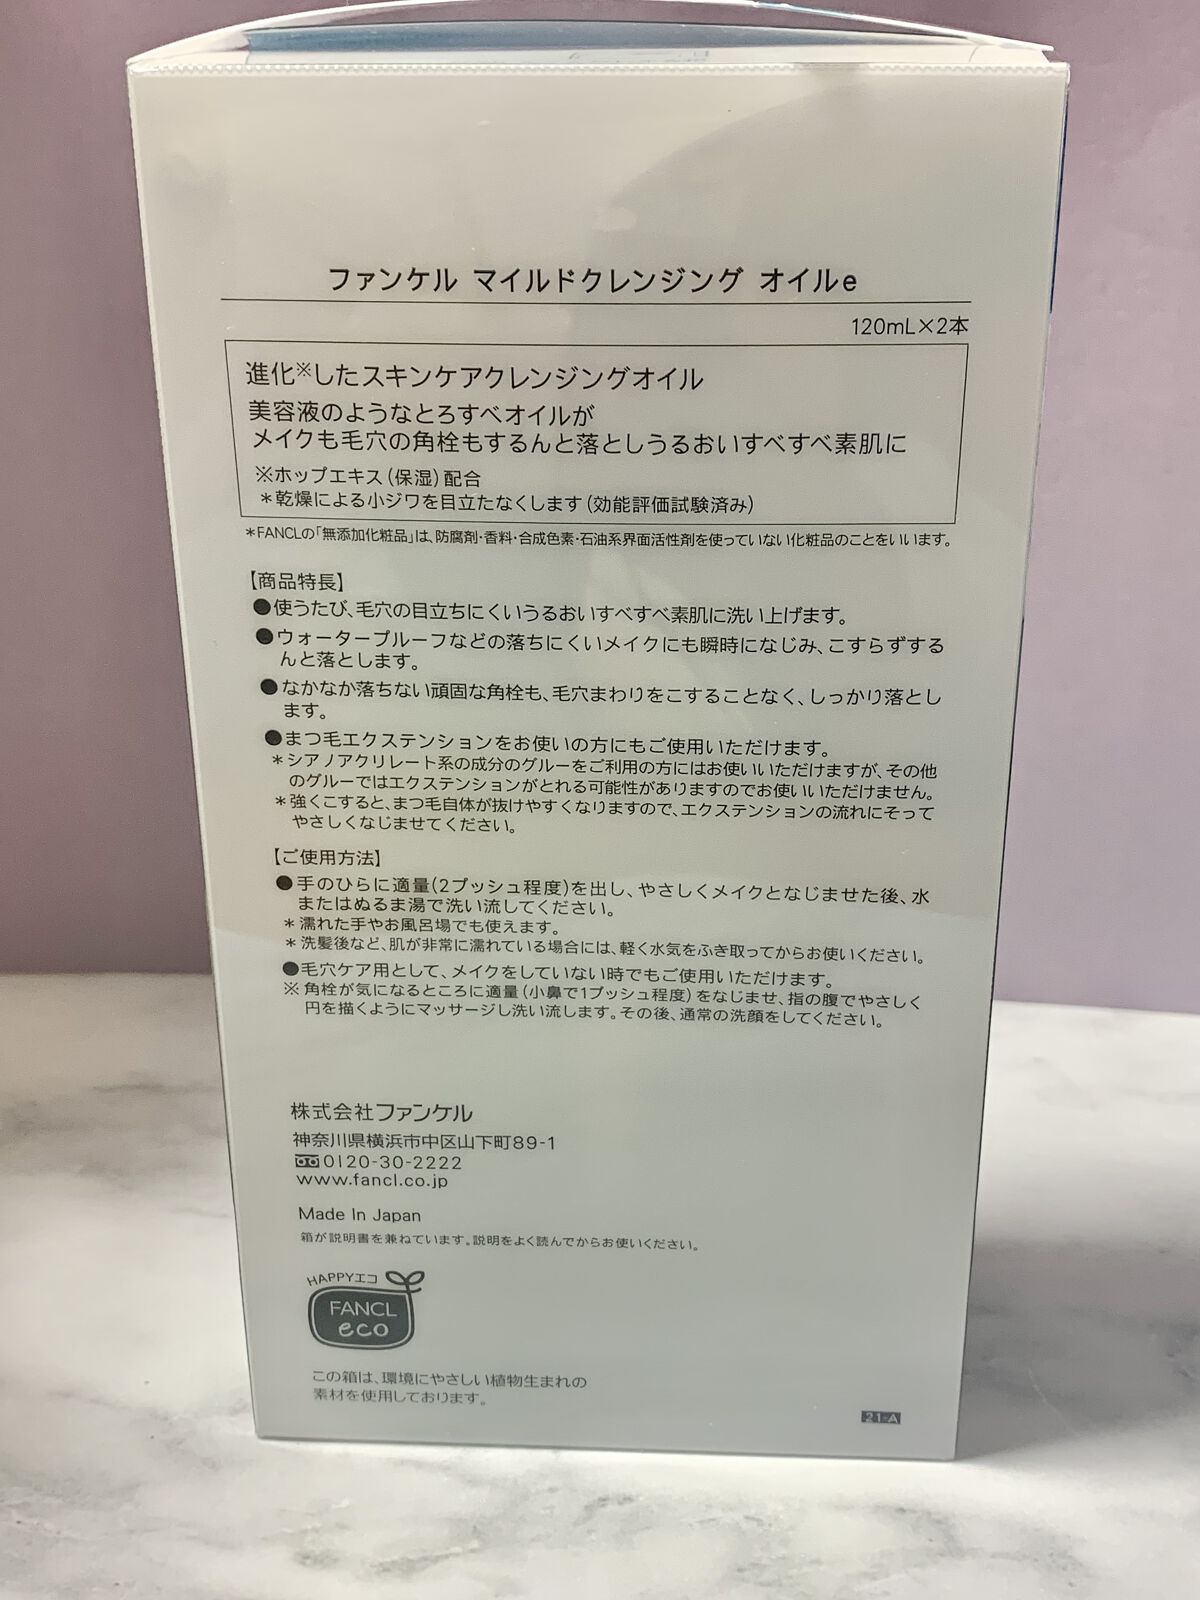 ファンケル マイルドクレンジング オイルe
120mL×2本
進化※したスキンケアクレンジングオイル
美容液のようなとろすべオイルが
メイクも毛穴の角栓もするんと落としうるおいすべすべ素肌に
※ホップエキス(保湿)配合
＊乾燥による小ジワを目立たなくします(効能評価試験済み)
＊FANCLの「無添加化粧品」は、防腐剤・香料・合成色素・石油系界面活性剤を使っていない化粧品のことをいいます。
【商品特長】
●使うたび、毛穴の目立ちにくいうるおいすべすべ素肌に洗い上げます。
●ウォータープルーフなどの落ちにくいメイクにも瞬時になじみ、こすらずする
んと落とします。
●なかなか落ちない頑固な角栓も、毛穴まわりをこすることなく、しっかり落とし
ます。
●まつ毛エクステンションをお使いの方にもご使用いただけます。
＊シアノアクリレート系の成分のグルーをご利用の方にはお使いいただけますが、その他
のグルーではエクステンションがとれる可能性がありますのでお使いいただけません。
＊強くこすると、まつ毛自体が抜けやすくなりますので、エクステンションの流れにそって
やさしくなじませてください。
【ご使用方法】
●手のひらに適量(2プッシュ程度)を出し、やさしくメイクとなじませた後、水
またはぬるま湯で洗い流してください。
＊濡れた手やお風呂場でも使えます。
＊洗髪後など、肌が非常に濡れている場合には、軽く水気をふき取ってからお使いください。
●毛穴ケア用として、メイクをしていない時でもご使用いただけます。
※角栓が気になるところに適量(小鼻で1プッシュ程度)をなじませ、指の腹でやさしく
円を描くようにマッサージし洗い流します。その後、通常の洗顔をしてください。
株式会社ファンケル
神奈川県横浜市中区山下町89-1
0120-30-2222
www.fancl.co.jp
Made In Japan
箱が説明書を兼ねています。説明をよく読んでからお使いください。
HAPPYエコ
FANCL
eco
この箱は、環境にやさしい植物生まれの
素材を使用しております。
21-A